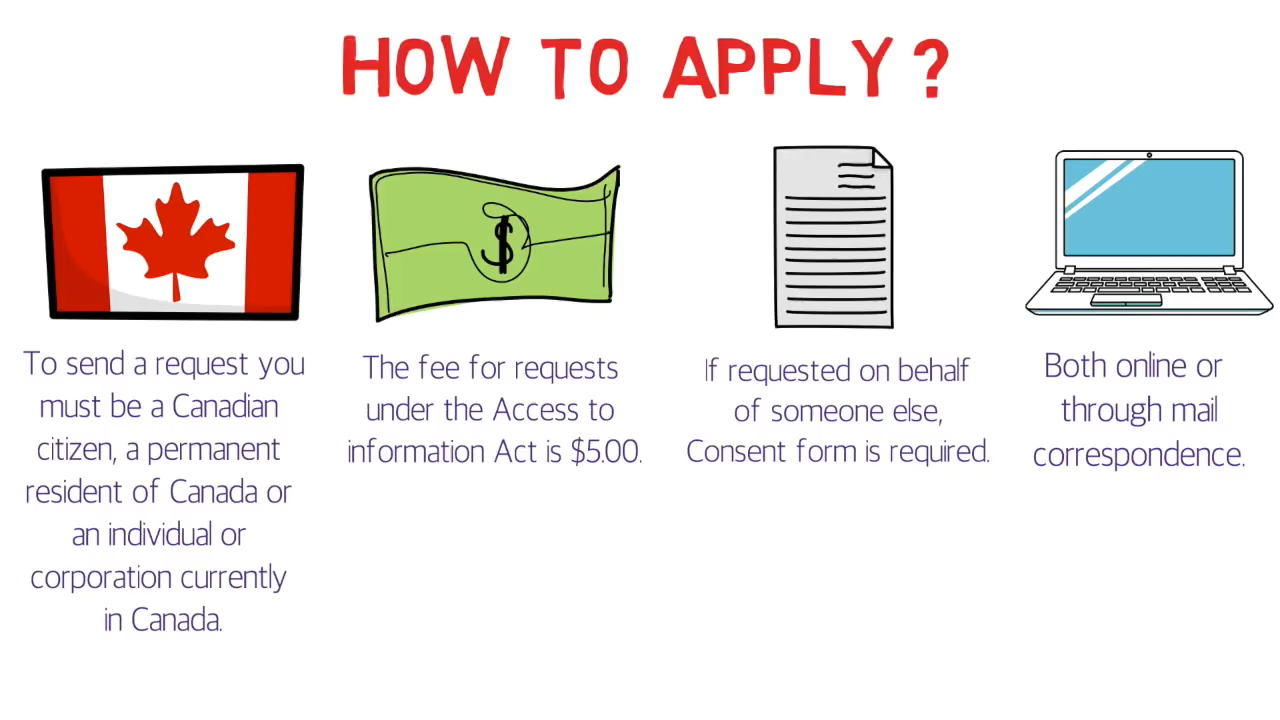 HOW TO APPLY?
To send a request you
must be a Canadian
citizen, a permanent
resident of Canada or
an individual or
corporation currently
in Canada.
$
The fee for requests
under the Access to
information Act is $5.00.
If requested on behalf
of someone else,
Consent form is required.
Both online or
through mail
correspondence.